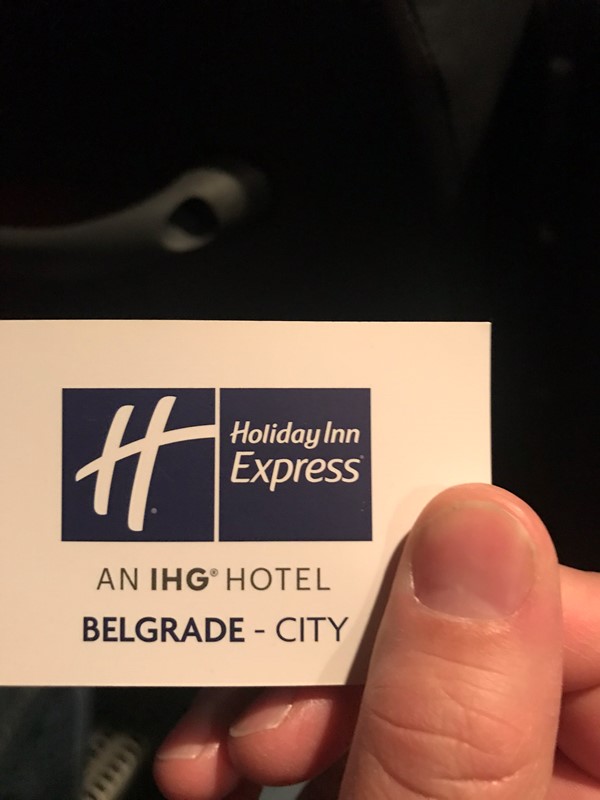 H
Holiday Inn
Express
AN IHG® HOTEL
BELGRADE - CITY